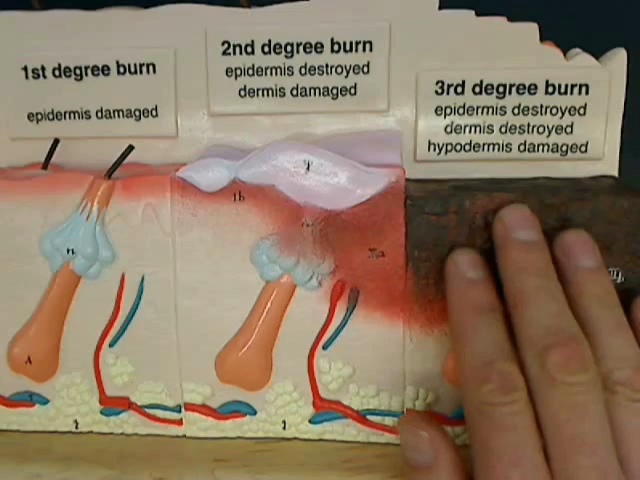 1st degree burn
epidermis damaged
2nd degree burn
epidermis destroyed
dermis damaged
3rd degree burn
epidermis destroyed
dermis destroyed
hypodermis damaged
1b